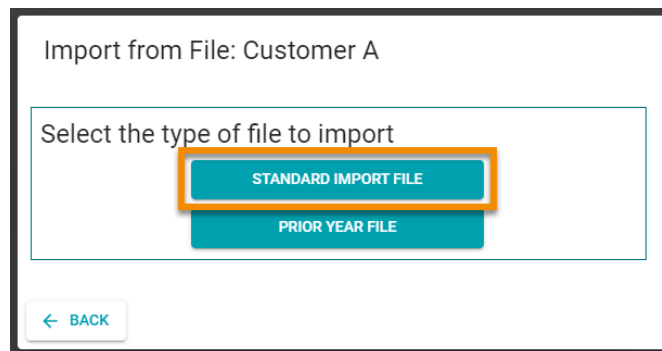 Import from File: Customer A
Select the type of file to import
STANDARD IMPORT FILE
PRIOR YEAR FILE
← BACK